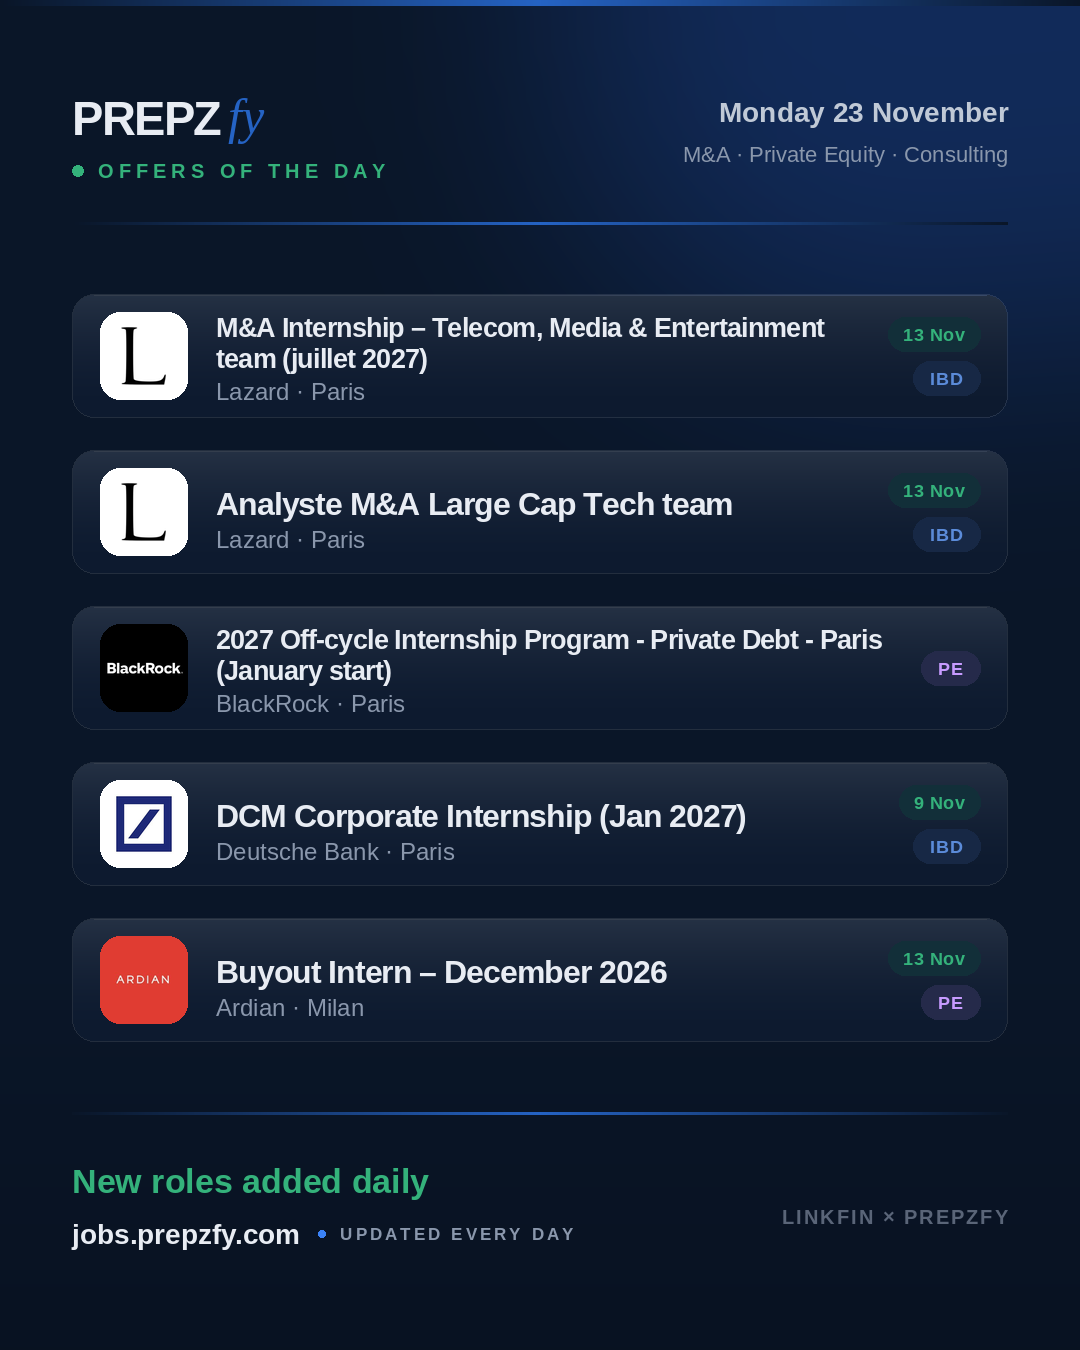 PREPZ fy
OFFERS OF THE DAY
Monday 23 November
M&A · Private Equity · Consulting
L
M&A Internship – Telecom, Media & Entertainment
team (juillet 2027)
Lazard · Paris
13 Nov
IBD
L
Analyste M&A Large Cap Tech team
Lazard · Paris
13 Nov
IBD
BlackRock.
2027 Off-cycle Internship Program - Private Debt - Paris
(January start)
BlackRock · Paris
PE
DCM Corporate Internship (Jan 2027)
Deutsche Bank · Paris
9 Nov
IBD
ARDIAN
Buyout Intern – December 2026
Ardian · Milan
13 Nov
PE
New roles added daily
jobs.prepzfy.com • UPDATED EVERY DAY
LINKFIN × PREPZFY